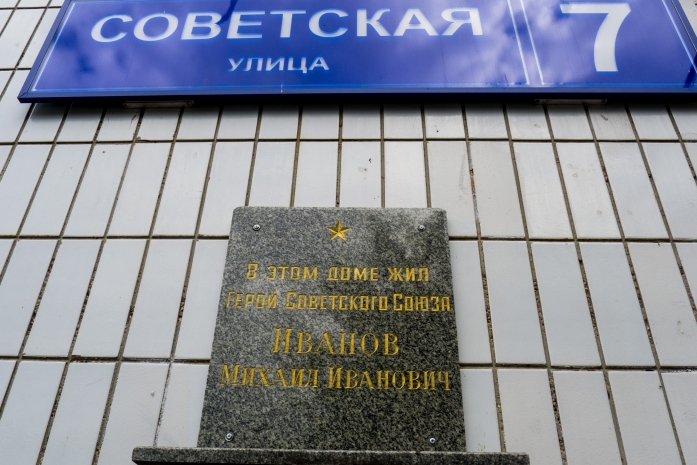 СОВЕТСКАЯ
УЛИЦА
7
В ЭТОМ ДОМЕ ЖИЛ
ГЕРОЙ СОВЕТСКОГО СОЮЗА
ИВАНОВ
МИХАИЛ ИВАНОВИЧ